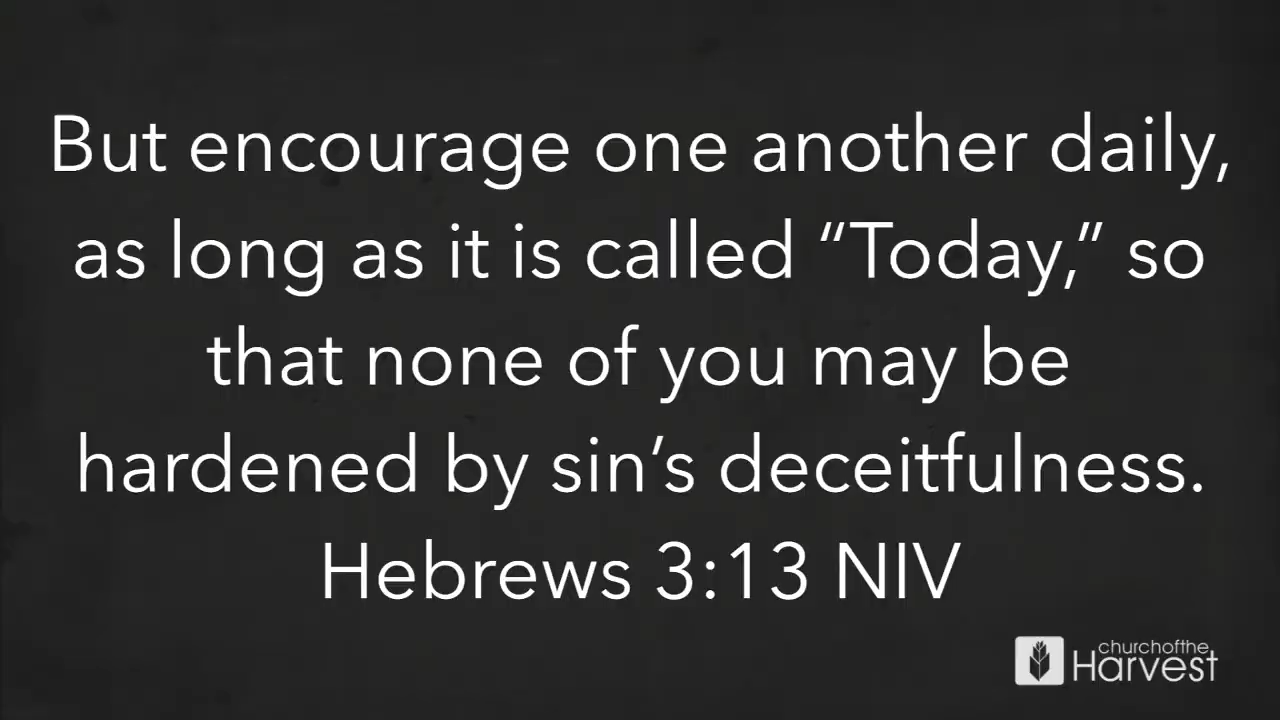 But encourage one another daily,
as long as it is called “Today,” so
that none of you may be
hardened by sin’s deceitfulness.
Hebrews 3:13 NIV
churchofthe
Harvest